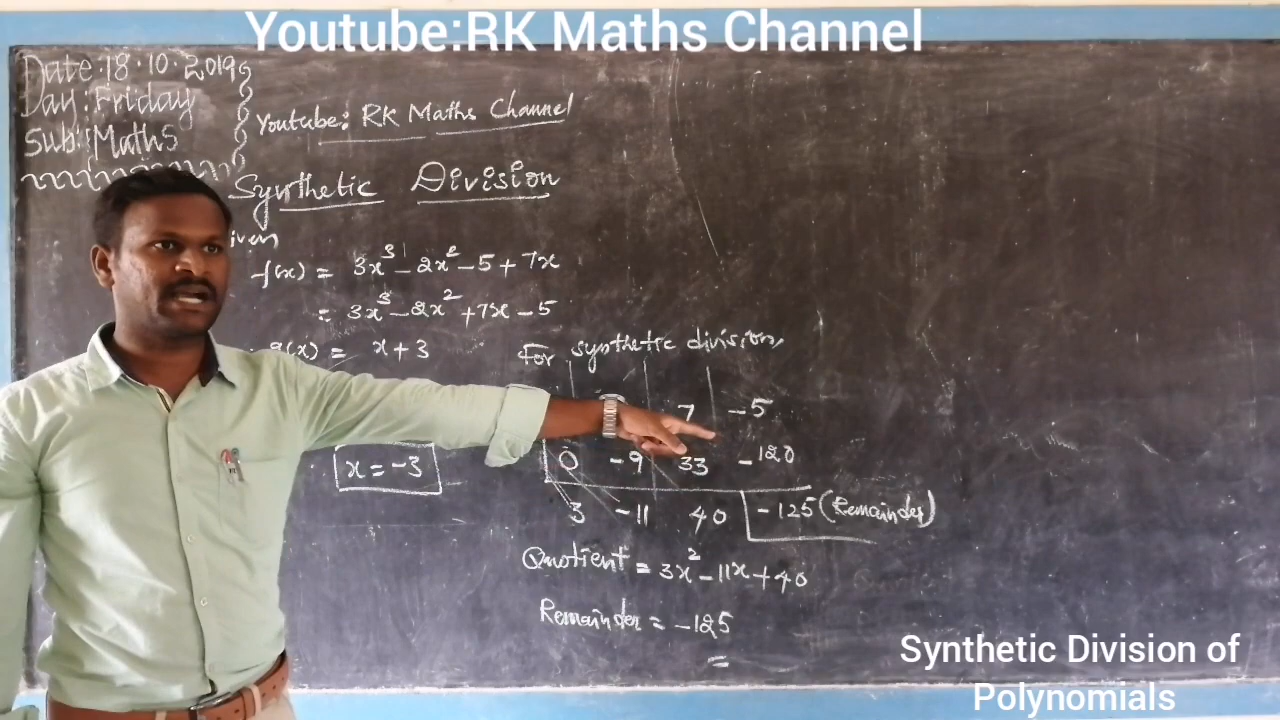 Youtube:RK Maths Channel
Date:18.10.2019
Day:Friday
Sub:Maths
Youtube: RK Maths Channel
Synthetic Division
iven
f(x) = 3x³ - 2x² - 5 + 7x
= 3x³ - 2x² + 7x - 5
g(x) = x + 3
x = -3
For synthetic division,
7 -5
0 -9 33 -120
3 -11 40 -125 (Remainder)
Quotient = 3x² - 11x + 40
Remainder = -125
Synthetic Division of
Polynomials